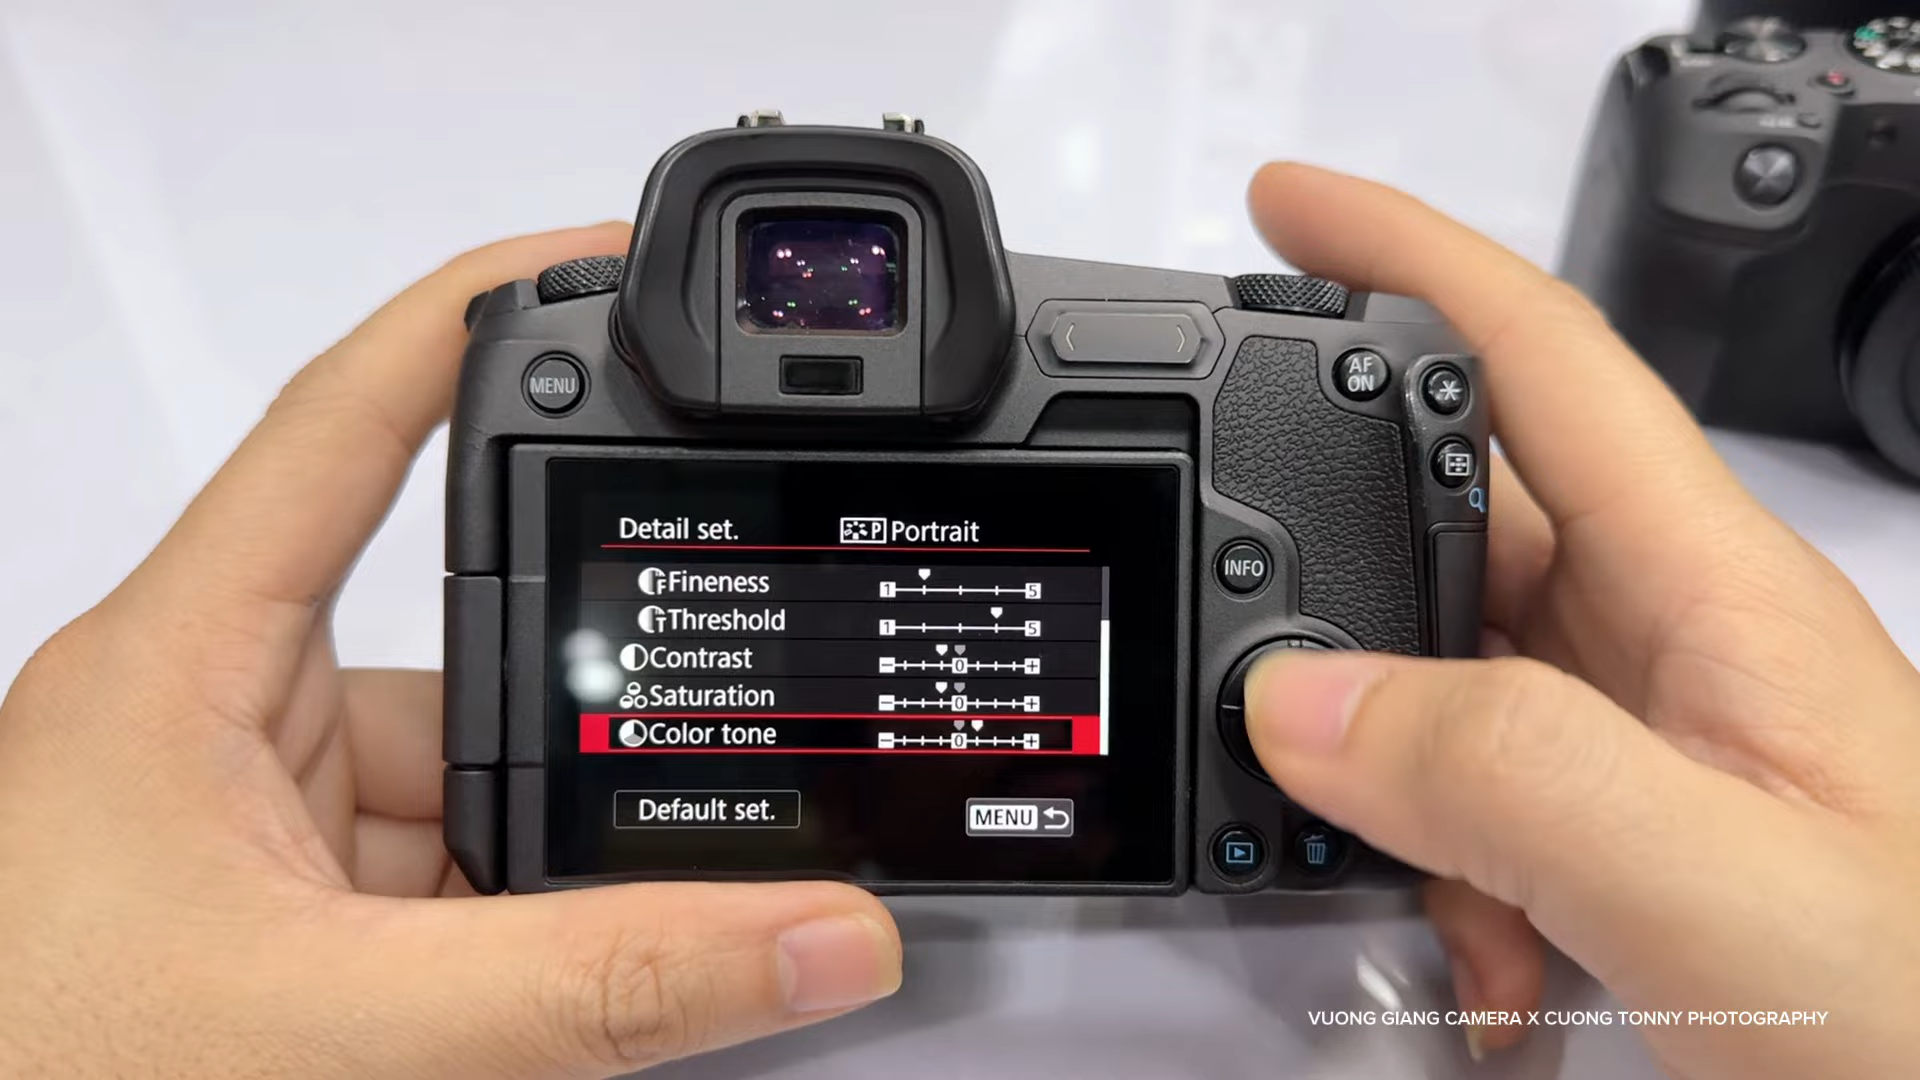 MENU
AF
ON
INFO
Detail set.
P Portrait
F Fineness
1 5
T Threshold
1 5
Contrast
- 0 +
Saturation
- 0 +
Color tone
- 0 +
Default set.
MENU
VUONG GIANG CAMERA X CUONG TONNY PHOTOGRAPHY